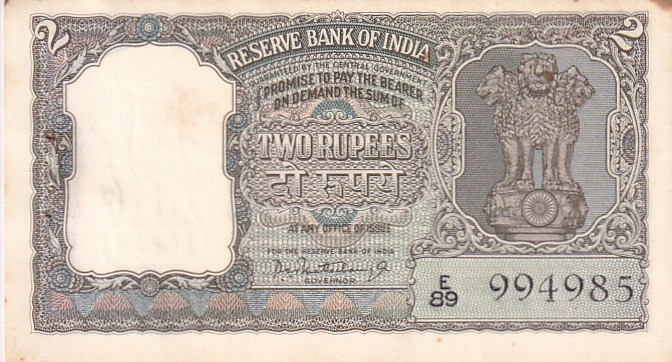 २ 2
RESERVE BANK OF INDIA
GUARANTEED BY THE CENTRAL GOVERNMENT
I PROMISE TO PAY THE BEARER
ON DEMAND THE SUM OF
TWO RUPEES
दो रुपये
AT ANY OFFICE OF ISSUE
FOR THE RESERVE BANK OF INDIA
GOVERNOR
E
89 994985